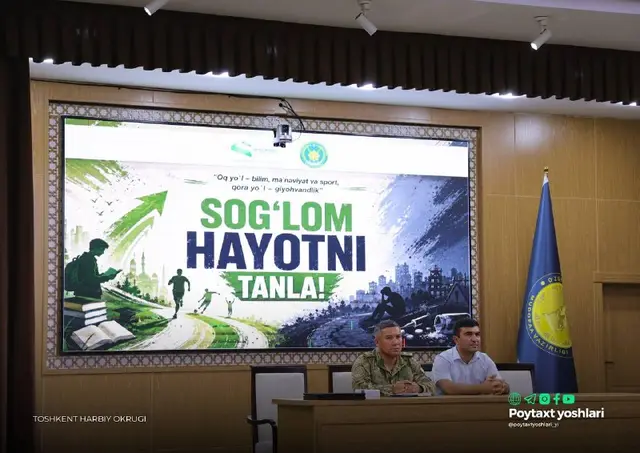 "Oq yo`l – bilim, ma`naviyat va sport,
qora yo`l – giyohvandlik"
SOG‘LOM
HAYOTNI
TANLA!
TOSHKENT HARBIY OKRUGI
Poytaxt yoshlari
@poytaxtyoshlari_yi